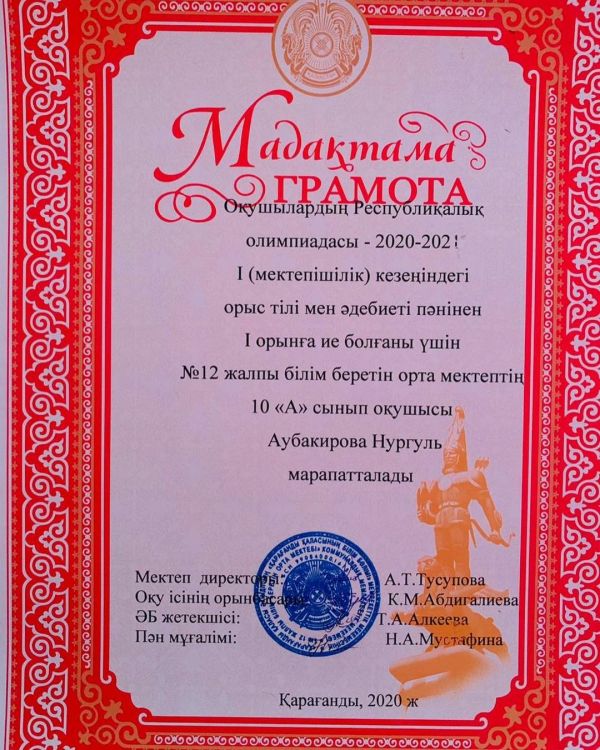 Мадақтама
ГРАМОТА
Оқушылардың Республиқалық
олимпиадасы - 2020-2021
І (мектепішілік) кезеңіндегі
орыс тілі мен әдебиеті пәнінен
І орынға ие болғаны үшін
№12 жалпы білім беретін орта мектептің
10 «А» сынып оқушысы
Аубакирова Нургуль
марапатталады
Мектеп директоры: А.Т.Тусупова
Оқу ісінің орынбасары К.М.Абдигалиева
ӘБ жетекшісі: Т.А.Алкеева
Пән мұғалімі: Н.А.Мустафина
Қарағанды, 2020 ж